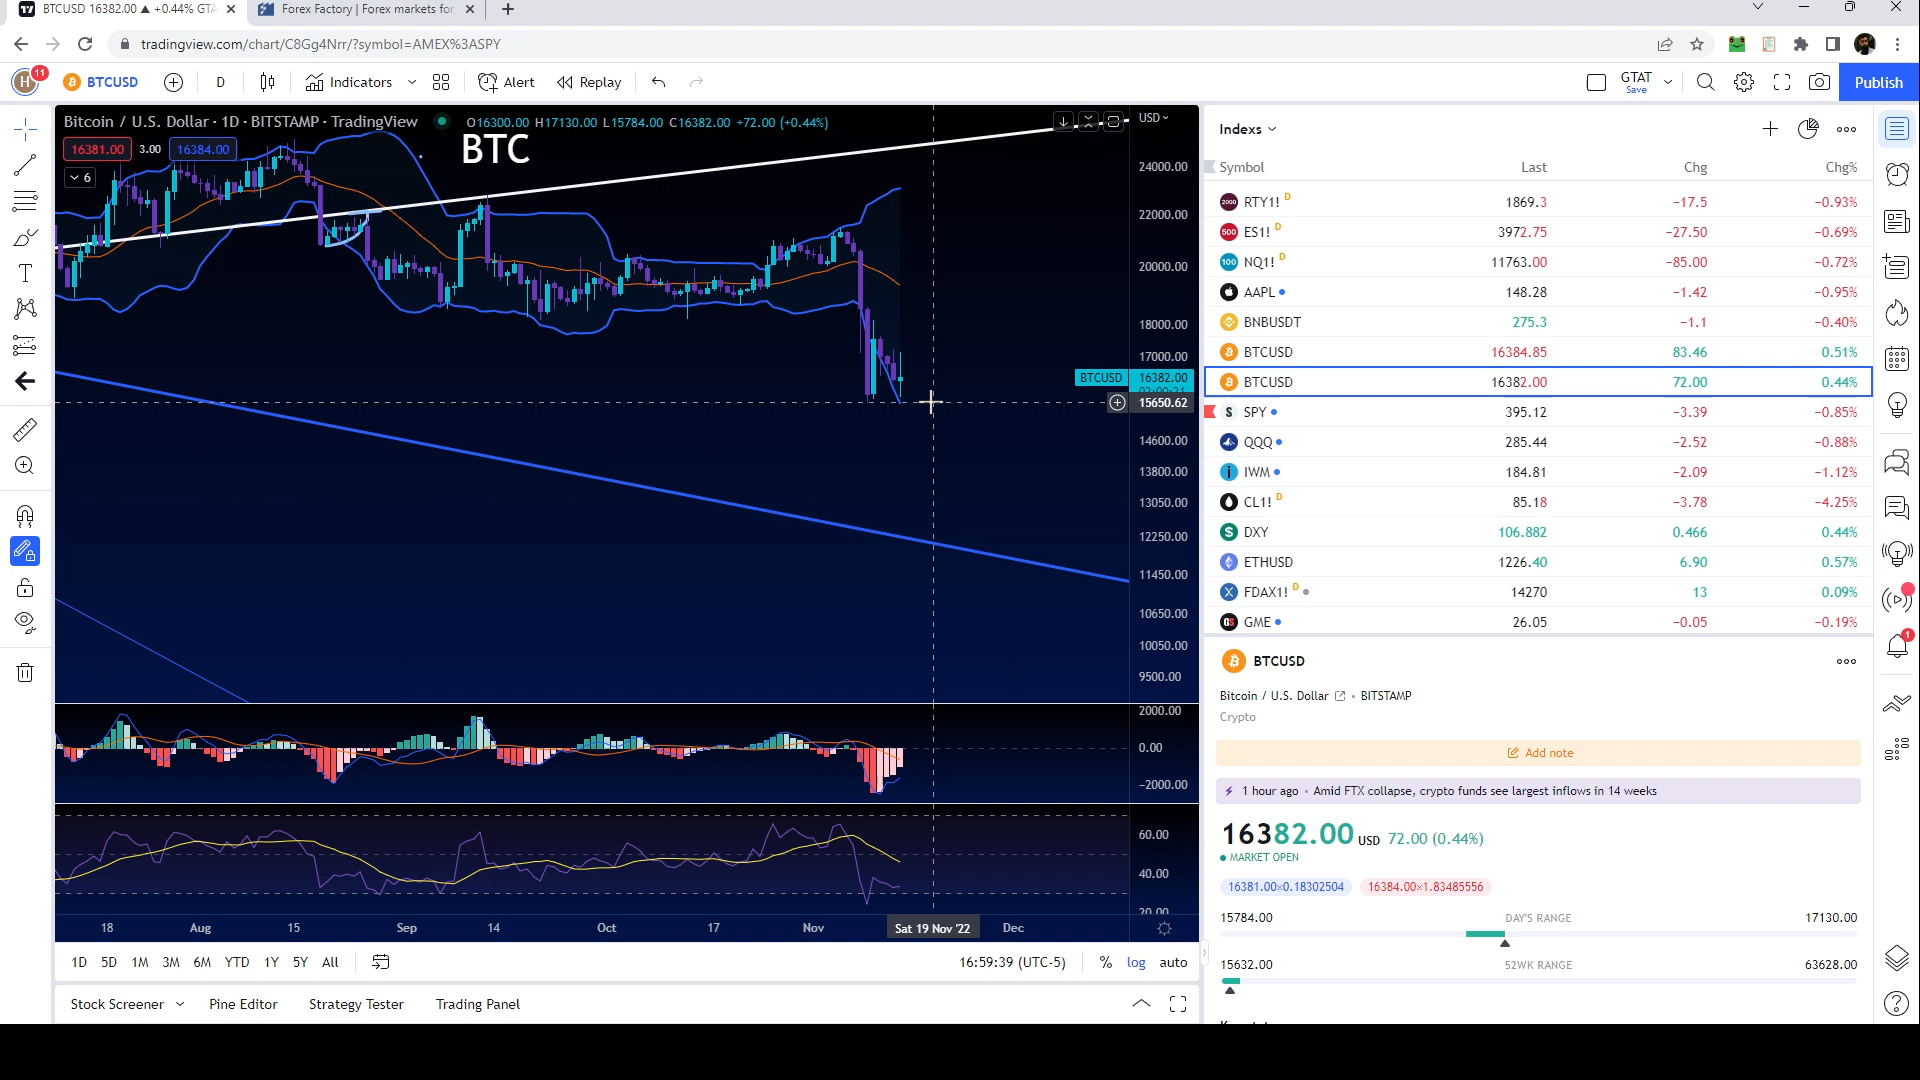 BTCUSD 16382.00 ▲ +0.44% GTA
Forex Factory | Forex markets for
tradingview.com/chart/C8Gg4Nrr/?symbol=AMEX%3ASPY
H 11
BTCUSD
D
Indicators
Alert
Replay
GTAT
Save
Publish
Bitcoin / U.S. Dollar · 1D · BITSTAMP · TradingView
O16300.00 H17130.00 L15784.00 C16382.00 +72.00 (+0.44%)
USD
16381.00 3.00 16384.00
BTC
6
24000.00
22000.00
20000.00
18000.00
17000.00
BTCUSD 16382.00
15650.62
14600.00
13800.00
13050.00
12250.00
11450.00
10650.00
10050.00
9500.00
2000.00
0.00
−2000.00
60.00
40.00
20.00
18 Aug 15 Sep 14 Oct 17 Nov Sat 19 Nov '22 Dec
1D 5D 1M 3M 6M YTD 1Y 5Y All
16:59:39 (UTC-5) % log auto
Stock Screener Pine Editor Strategy Tester Trading Panel
Indexs
Symbol Last Chg Chg%
RTY1! D 1869.3 −17.5 −0.93%
ES1! D 3972.75 −27.50 −0.69%
NQ1! D 11763.00 −85.00 −0.72%
AAPL 148.28 −1.42 −0.95%
BNBUSDT 275.3 −1.1 −0.40%
BTCUSD 16384.85 83.46 0.51%
BTCUSD 16382.00 72.00 0.44%
SPY 395.12 −3.39 −0.85%
QQQ 285.44 −2.52 −0.88%
IWM 184.81 −2.09 −1.12%
CL1! D 85.18 −3.78 −4.25%
DXY 106.882 0.466 0.44%
ETHUSD 1226.40 6.90 0.57%
FDAX1! D 14270 13 0.09%
GME 26.05 −0.05 −0.19%
BTCUSD
Bitcoin / U.S. Dollar • BITSTAMP
Crypto
Add note
1 hour ago • Amid FTX collapse, crypto funds see largest inflows in 14 weeks
16382.00 USD 72.00 (0.44%)
MARKET OPEN
16381.00×0.18302504 16384.00×1.83485556
15784.00 DAY'S RANGE 17130.00
15632.00 52WK RANGE 63628.00
1